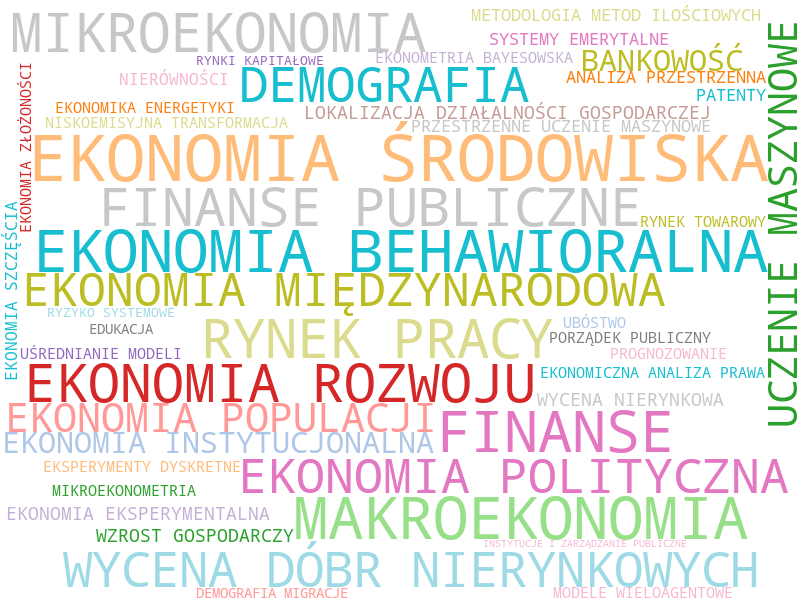 METODOLOGIA METOD ILOŚCIOWYCH
MIKROEKONOMIA
SYSTEMY EMERYTALNE
RYNKI KAPITAŁOWE
EKONOMETRIA BAYESOWSKA
BANKOWOŚĆ
NIERÓWNOŚCI
DEMOGRAFIA
ANALIZA PRZESTRZENNA
PATENTY
EKONOMIKA ENERGETYKI
LOKALIZACJA DZIAŁALNOŚCI GOSPODARCZEJ
NISKOEMISYJNA TRANSFORMACJA
PRZESTRZENNE UCZENIE MASZYNOWE
EKONOMIA ZŁOŻONOŚCI
UCZENIE MASZYNOWE
EKONOMIA ŚRODOWISKA
FINANSE PUBLICZNE
RYNEK TOWAROWY
EKONOMIA SZCZĘŚCIA
EKONOMIA BEHAWIORALNA
EKONOMIA MIĘDZYNARODOWA
RYZYKO SYSTEMOWE
EDUKACJA
RYNEK PRACY
UBÓSTWO
PORZĄDEK PUBLICZNY
UŚREDNIANIE MODELI
PROGNOZOWANIE
EKONOMIA ROZWOJU
EKONOMICZNA ANALIZA PRAWA
WYCENA NIERYNKOWA
EKONOMIA POPULACJI
FINANSE
EKONOMIA INSTYTUCJONALNA
EKSPERYMENTY DYSKRETNE
EKONOMIA POLITYCZNA
MIKROEKONOMETRIA
EKONOMIA EKSPERYMENTALNA
MAKROEKONOMIA
WZROST GOSPODARCZY
INSTYTUCJE I ZARZĄDZANIE PUBLICZNE
WYCENA DÓBR NIERYNKOWYCH
DEMOGRAFIA MIGRACJE
MODELE WIELOAGENTOWE